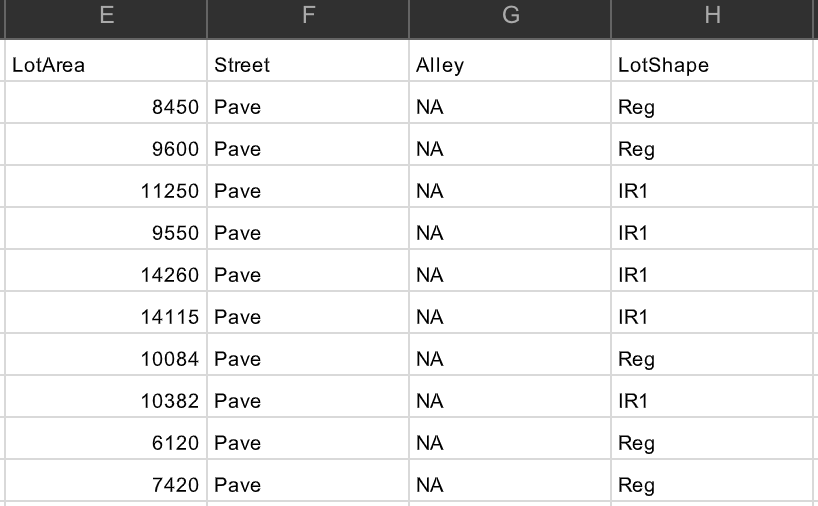 E F G H
LotArea Street Alley LotShape
8450 Pave NA Reg
9600 Pave NA Reg
11250 Pave NA IR1
9550 Pave NA IR1
14260 Pave NA IR1
14115 Pave NA IR1
10084 Pave NA Reg
10382 Pave NA IR1
6120 Pave NA Reg
7420 Pave NA Reg